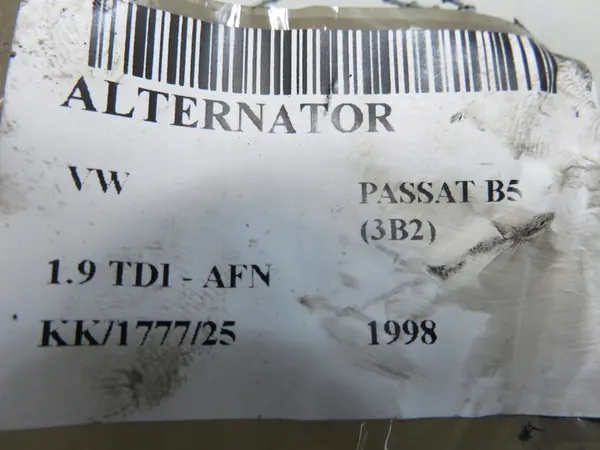 ALTERNATOR
VW
PASSAT B5
(3B2)
1.9 TDI - AFN
KK/1777/25
1998